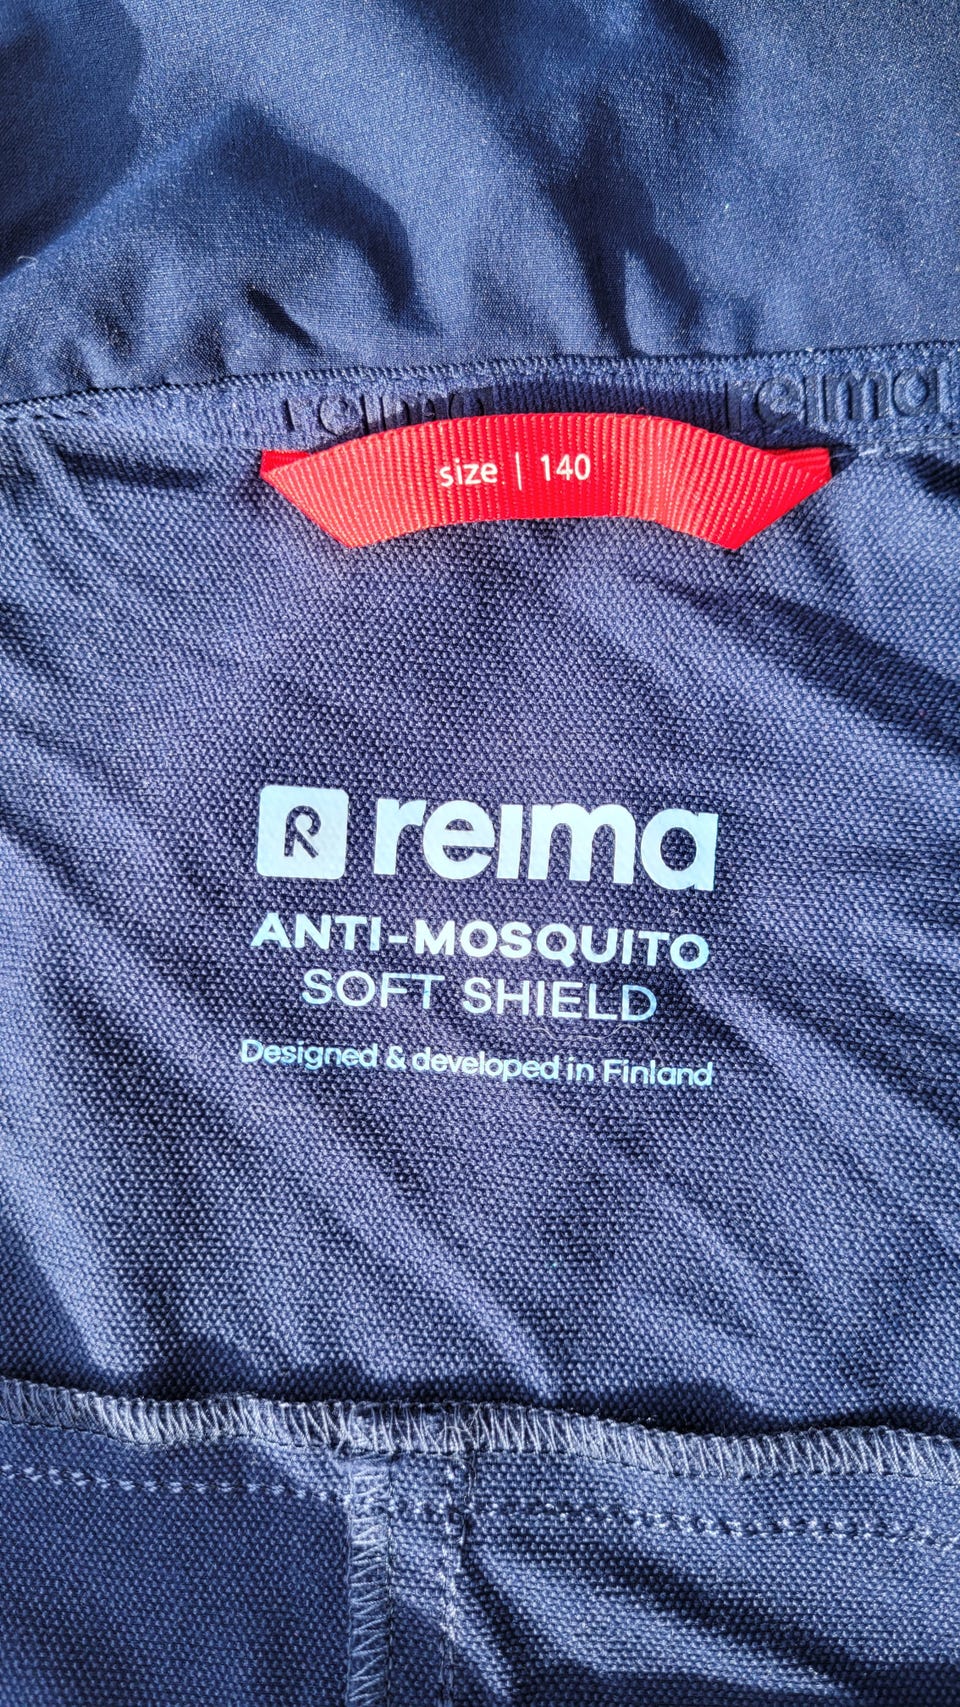 reima reima
size | 140
R reima
ANTI-MOSQUITO
SOFT SHIELD
Designed & developed in Finland